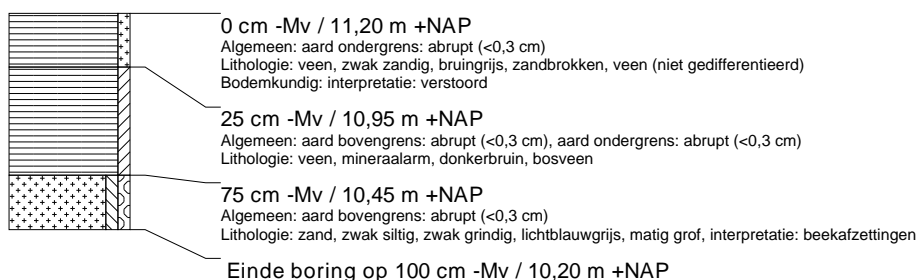 0 cm -Mv / 11,20 m +NAP
Algemeen: aard ondergrens: abrupt (<0,3 cm)
Lithologie: veen, zwak zandig, bruingrijs, zandbrokken, veen (niet gedifferentieerd)
Bodemkundig: interpretatie: verstoord
25 cm -Mv / 10,95 m +NAP
Algemeen: aard bovengrens: abrupt (<0,3 cm), aard ondergrens: abrupt (<0,3 cm)
Lithologie: veen, mineraalarm, donkerbruin, bosveen
75 cm -Mv / 10,45 m +NAP
Algemeen: aard bovengrens: abrupt (<0,3 cm)
Lithologie: zand, zwak siltig, zwak grindig, lichtblauwgrijs, matig grof, interpretatie: beekafzettingen
Einde boring op 100 cm -Mv / 10,20 m +NAP